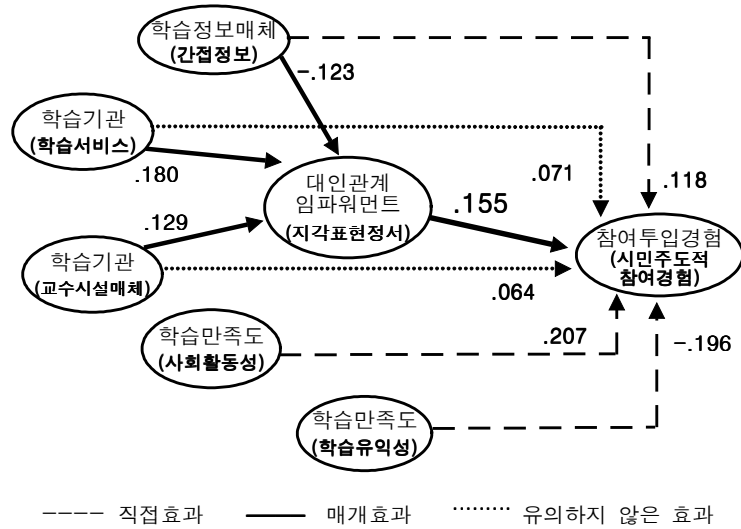 학습정보매체
(간접정보)
-.123
학습기관
(학습서비스)
.180
대인관계
임파워먼트
(지각표현정서)
.071
.118
.155
.129
참여투입경험
(시민주도적
참여경험)
학습기관
(교수시설매체)
.064
학습만족도
(사회활동성)
.207
-.196
학습만족도
(학습유익성)
직접효과 매개효과 유의하지 않은 효과